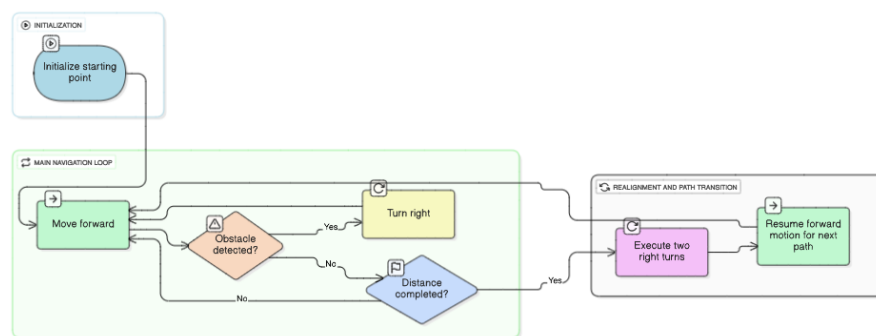 INITIALIZATION
Initialize starting
point
MAIN NAVIGATION LOOP
Move forward
Obstacle
detected?
Yes
Turn right
No
Distance
completed?
No
Yes
REALIGNMENT AND PATH TRANSITION
Execute two
right turns
Resume forward
motion for next
path